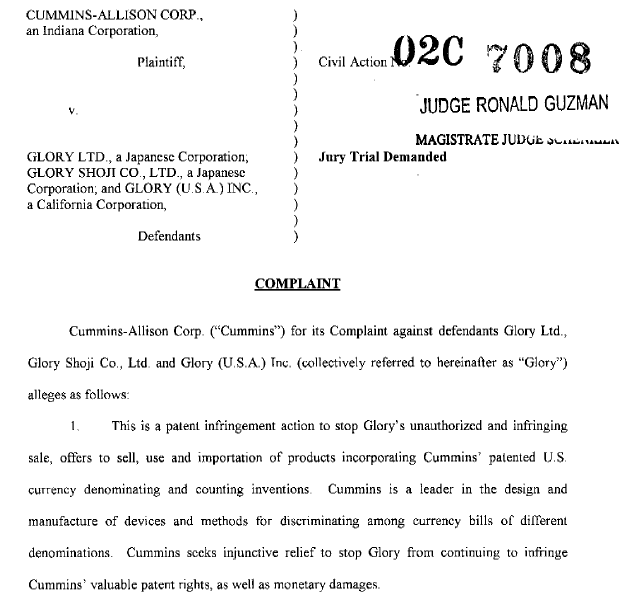 CUMMINS-ALLISON CORP., )
an Indiana Corporation, )
)
Plaintiff, ) Civil Action 02C 7008
)
) JUDGE RONALD GUZMAN
v. )
) MAGISTRATE JUDGE
)
GLORY LTD., a Japanese Corporation; ) Jury Trial Demanded
GLORY SHOJI CO., LTD., a Japanese )
Corporation; and GLORY (U.S.A.) INC., )
a California Corporation, )
)
Defendants )
COMPLAINT
Cummins-Allison Corp. (“Cummins”) for its Complaint against defendants Glory Ltd.,
Glory Shoji Co., Ltd. and Glory (U.S.A.) Inc. (collectively referred to hereinafter as “Glory”)
alleges as follows:
1. This is a patent infringement action to stop Glory’s unauthorized and infringing
sale, offers to sell, use and importation of products incorporating Cummins’ patented U.S.
currency denominating and counting inventions. Cummins is a leader in the design and
manufacture of devices and methods for discriminating among currency bills of different
denominations. Cummins seeks injunctive relief to stop Glory from continuing to infringe
Cummins’ valuable patent rights, as well as monetary damages.